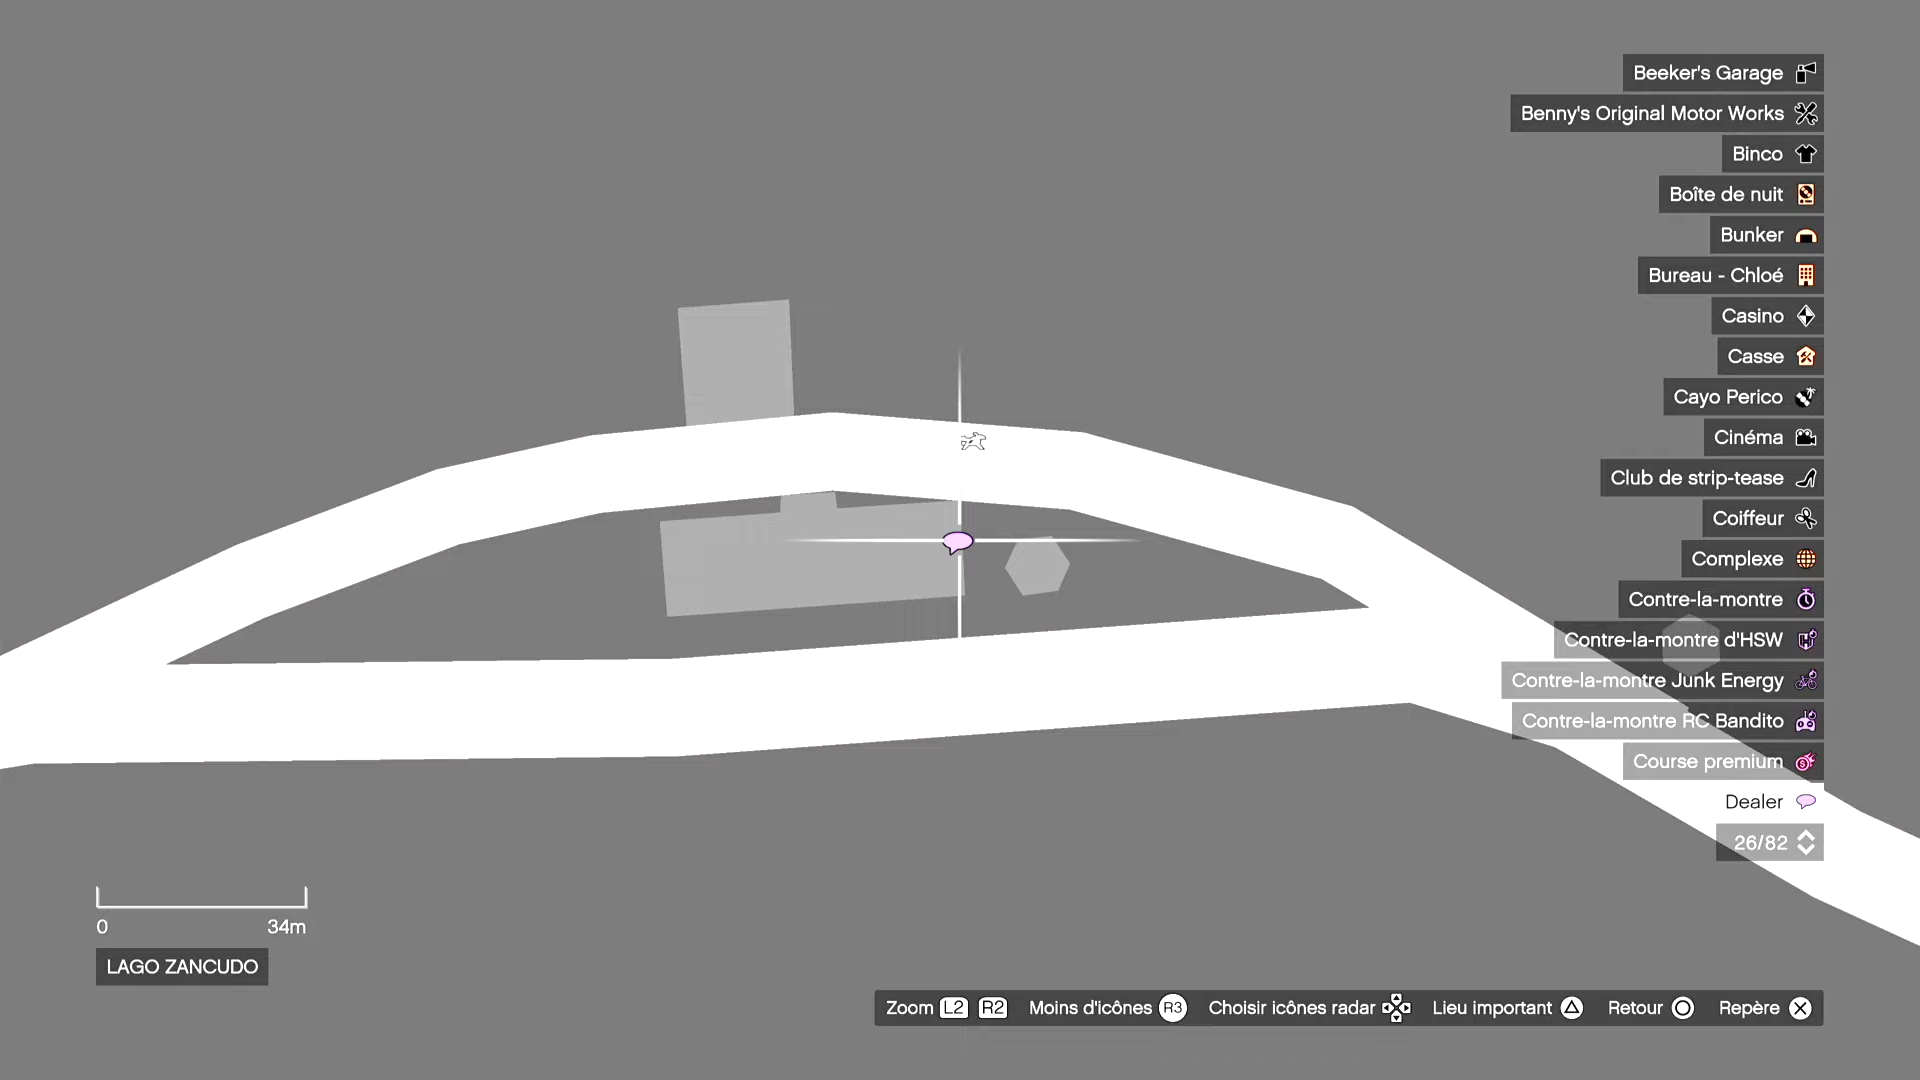 Beeker's Garage
Benny's Original Motor Works
Binco
Boîte de nuit
Bunker
Bureau - Chloé
Casino
Casse
Cayo Perico
Cinéma
Club de strip-tease
Coiffeur
Complexe
Contre-la-montre
Contre-la-montre d'HSW
Contre-la-montre Junk Energy
Contre-la-montre RC Bandito
Course premium
Dealer
26/82
0 34m
LAGO ZANCUDO
Zoom L2 R2 Moins d'icônes R3 Choisir icônes radar Lieu important Retour Repère